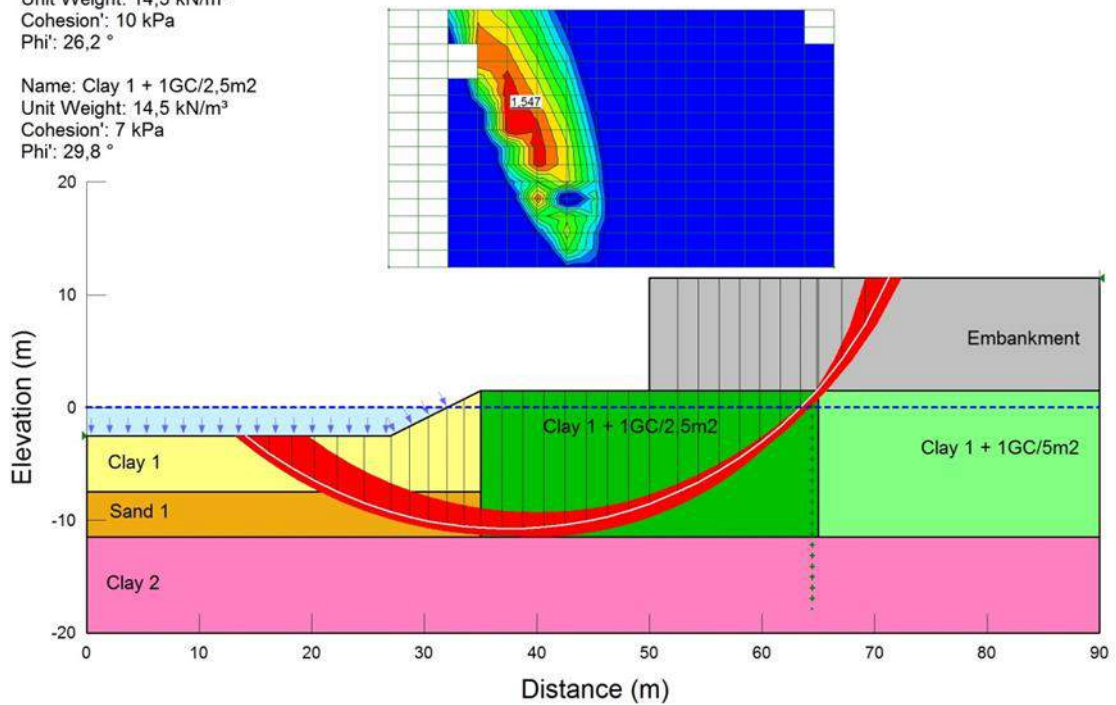 Unit Weight: 14,5 kN/m³
Cohesion': 10 kPa
Phi': 26,2 °
Name: Clay 1 + 1GC/2,5m2
Unit Weight: 14,5 kN/m³
Cohesion': 7 kPa
Phi': 29,8 °
1,547
20
10
0
-10
-20
Elevation (m)
Embankment
Clay 1 + 1GC/2,5m2
Clay 1 + 1GC/5m2
Clay 1
Sand 1
Clay 2
0 10 20 30 40 50 60 70 80 90
Distance (m)